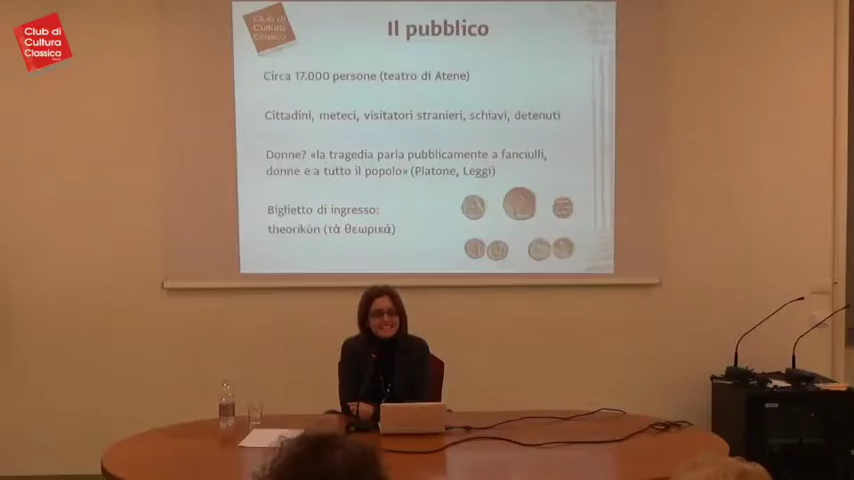 Club di
Cultura
Classica
Club di
Cultura
Classica
Il pubblico
Circa 17.000 persone (teatro di Atene)
Cittadini, meteci, visitatori stranieri, schiavi, detenuti
Donne? «la tragedia parla pubblicamente a fanciulli,
donne e a tutto il popolo» (Platone, Leggi)
Biglietto di ingresso:
theorikòn (τὰ θεωρικά)